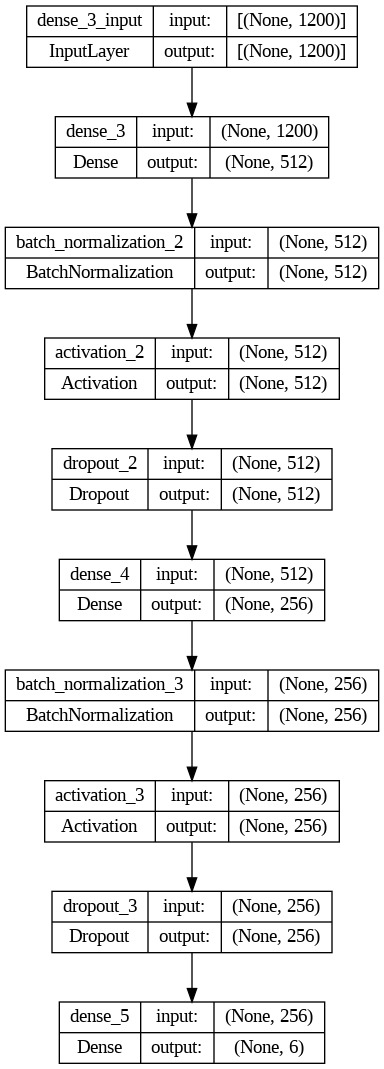 dense_3_input input: [(None, 1200)]
InputLayer output: [(None, 1200)]
dense_3 input: (None, 1200)
Dense output: (None, 512)
batch_normalization_2 input: (None, 512)
BatchNormalization output: (None, 512)
activation_2 input: (None, 512)
Activation output: (None, 512)
dropout_2 input: (None, 512)
Dropout output: (None, 512)
dense_4 input: (None, 512)
Dense output: (None, 256)
batch_normalization_3 input: (None, 256)
BatchNormalization output: (None, 256)
activation_3 input: (None, 256)
Activation output: (None, 256)
dropout_3 input: (None, 256)
Dropout output: (None, 256)
dense_5 input: (None, 256)
Dense output: (None, 6)